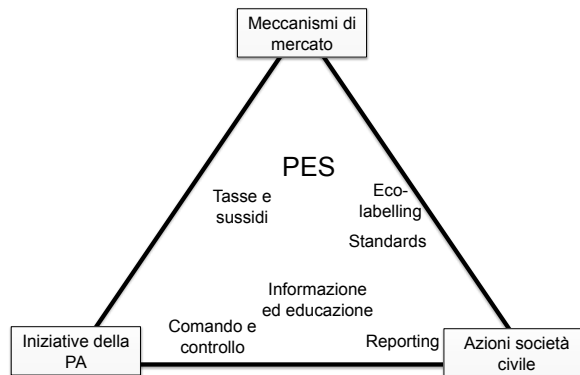 Meccanismi di
mercato
PES
Tasse e
sussidi
Eco-
labelling
Standards
Informazione
ed educazione
Comando e
controllo
Reporting
Iniziative della
PA
Azioni società
civile